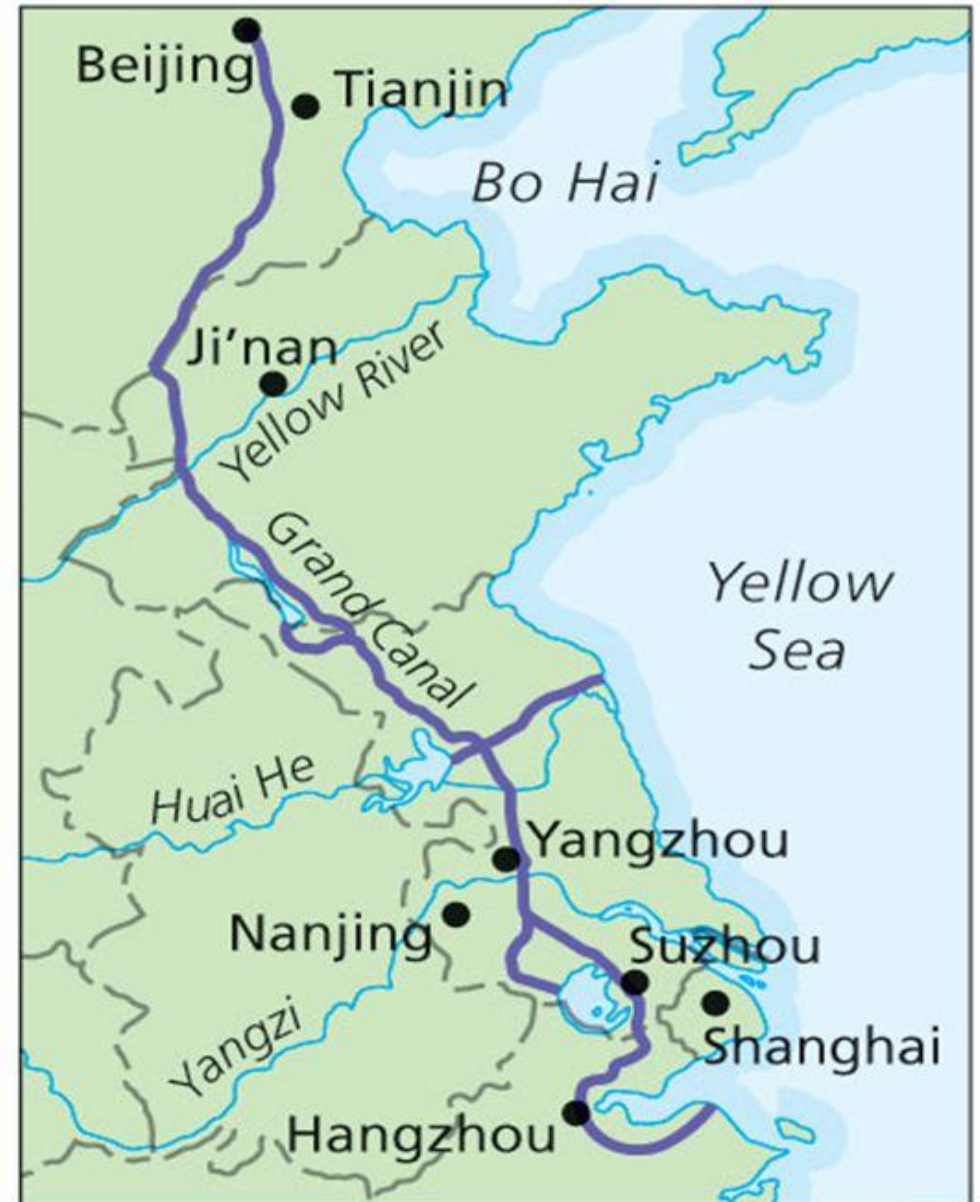 Beijing
Tianjin
Bo Hai
Ji'nan
Yellow River
Grand Canal
Yellow
Sea
Huai He
Yangzhou
Nanjing
Suzhou
Shanghai
Yangzi
Hangzhou